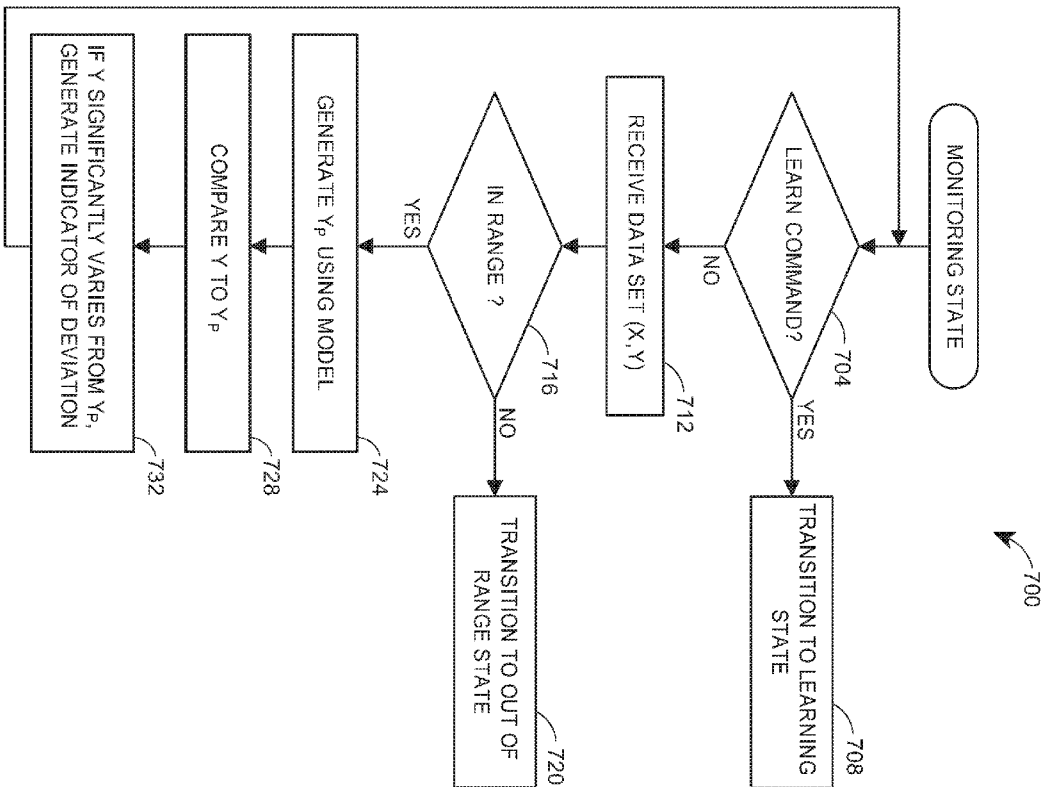 700
MONITORING STATE
LEARN COMMAND?
704
YES
NO
TRANSITION TO LEARNING
STATE
708
RECEIVE DATA SET (X,Y)
712
IN RANGE ?
716
NO
YES
TRANSITION TO OUT OF
RANGE STATE
720
GENERATE YP USING MODEL
724
COMPARE Y TO YP
728
IF Y SIGNIFICANTLY VARIES FROM YP,
GENERATE INDICATOR OF DEVIATION
732